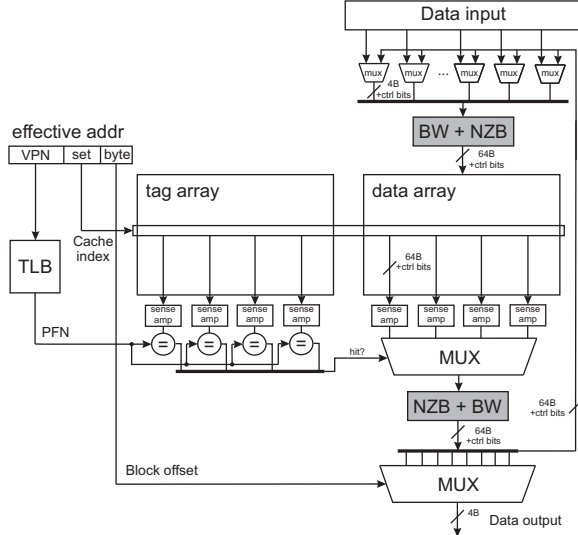 Data input
mux
mux
...
mux
mux
mux
4B
+ctrl bits
BW + NZB
64B
+ctrl bits
effective addr
VPN set byte
tag array
data array
Cache
index
64B
+ctrl bits
TLB
sense
amp
sense
amp
sense
amp
sense
amp
sense
amp
sense
amp
sense
amp
sense
amp
PFN
=
=
=
=
hit?
MUX
NZB + BW
64B
+ctrl bits
64B
+ctrl bits
Block offset
MUX
4B
Data output